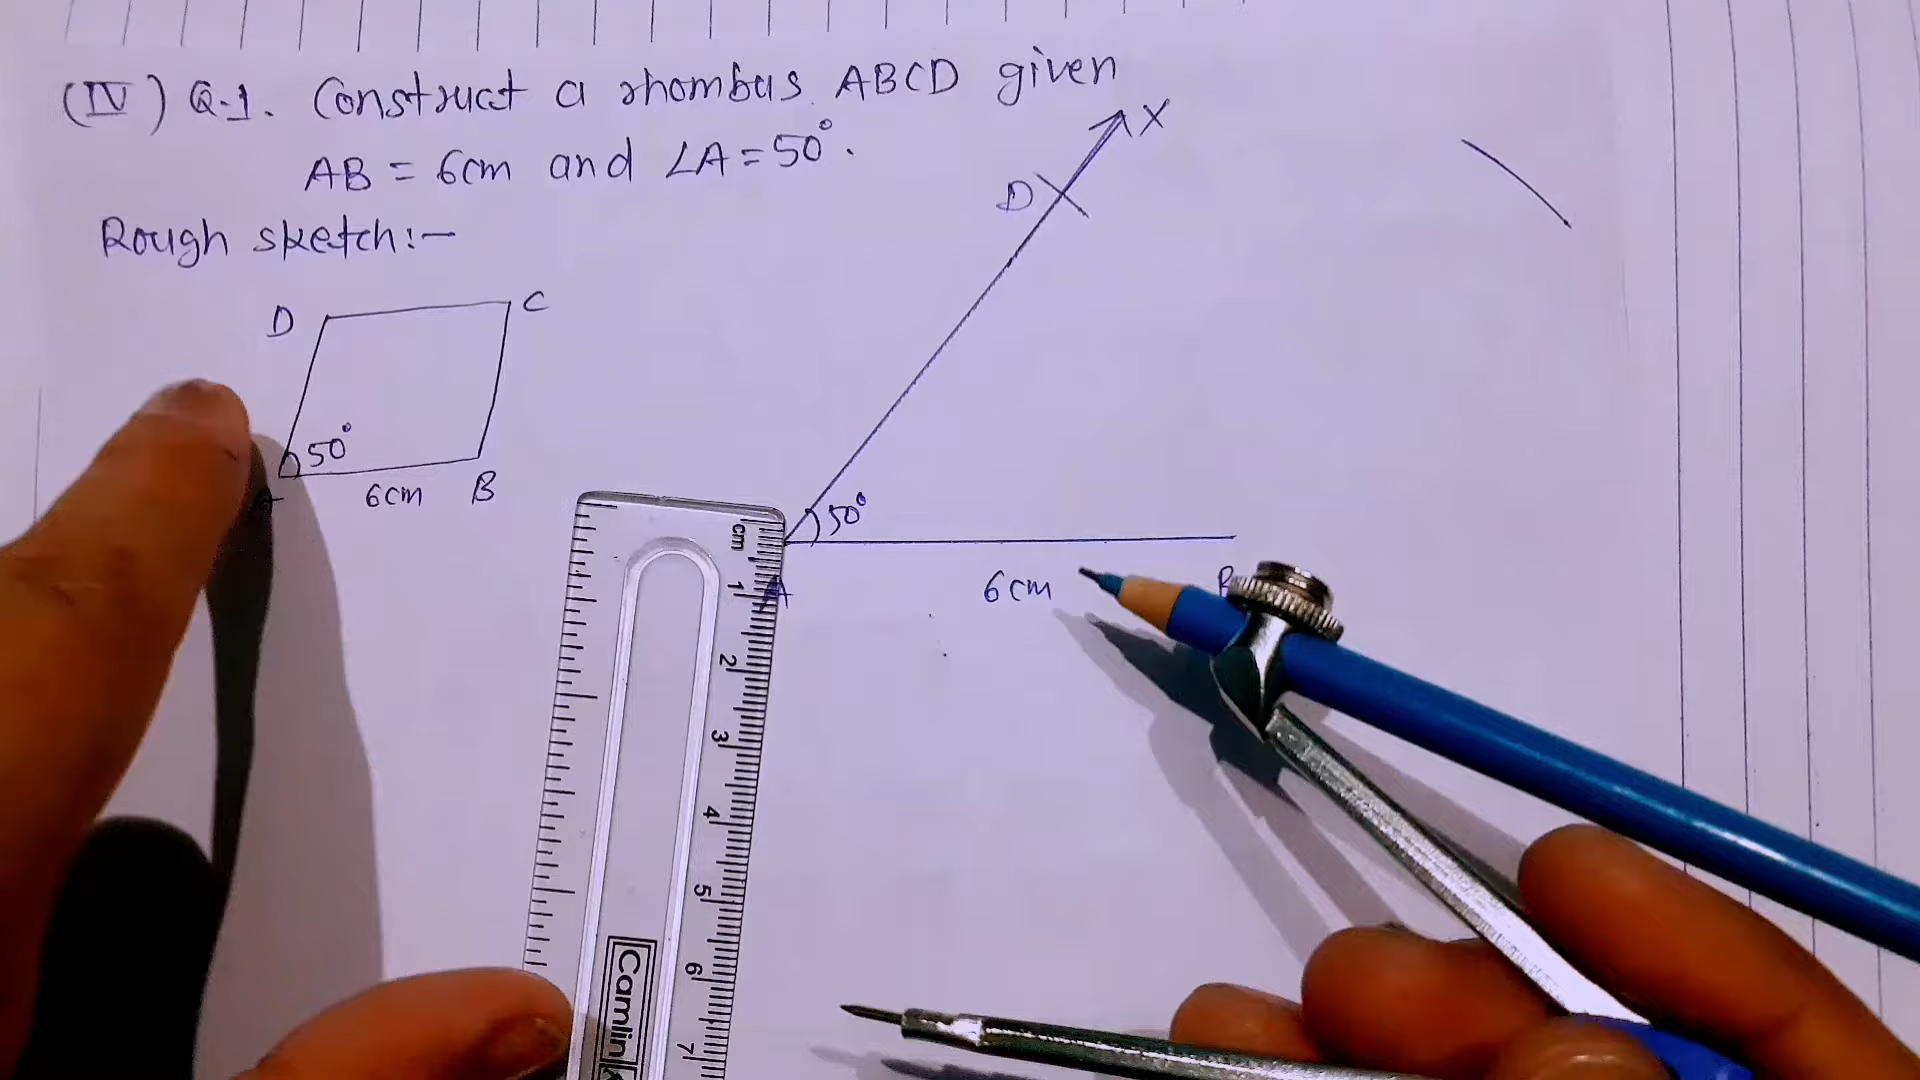 (IV) Q-1. Construct a rhombus ABCD given
AB = 6cm and ∠A = 50°.
Rough sketch:-
X
D
D
C
50°
6cm
B
50°
A
6cm
cm
1
2
3
4
5
6
7
Camlin